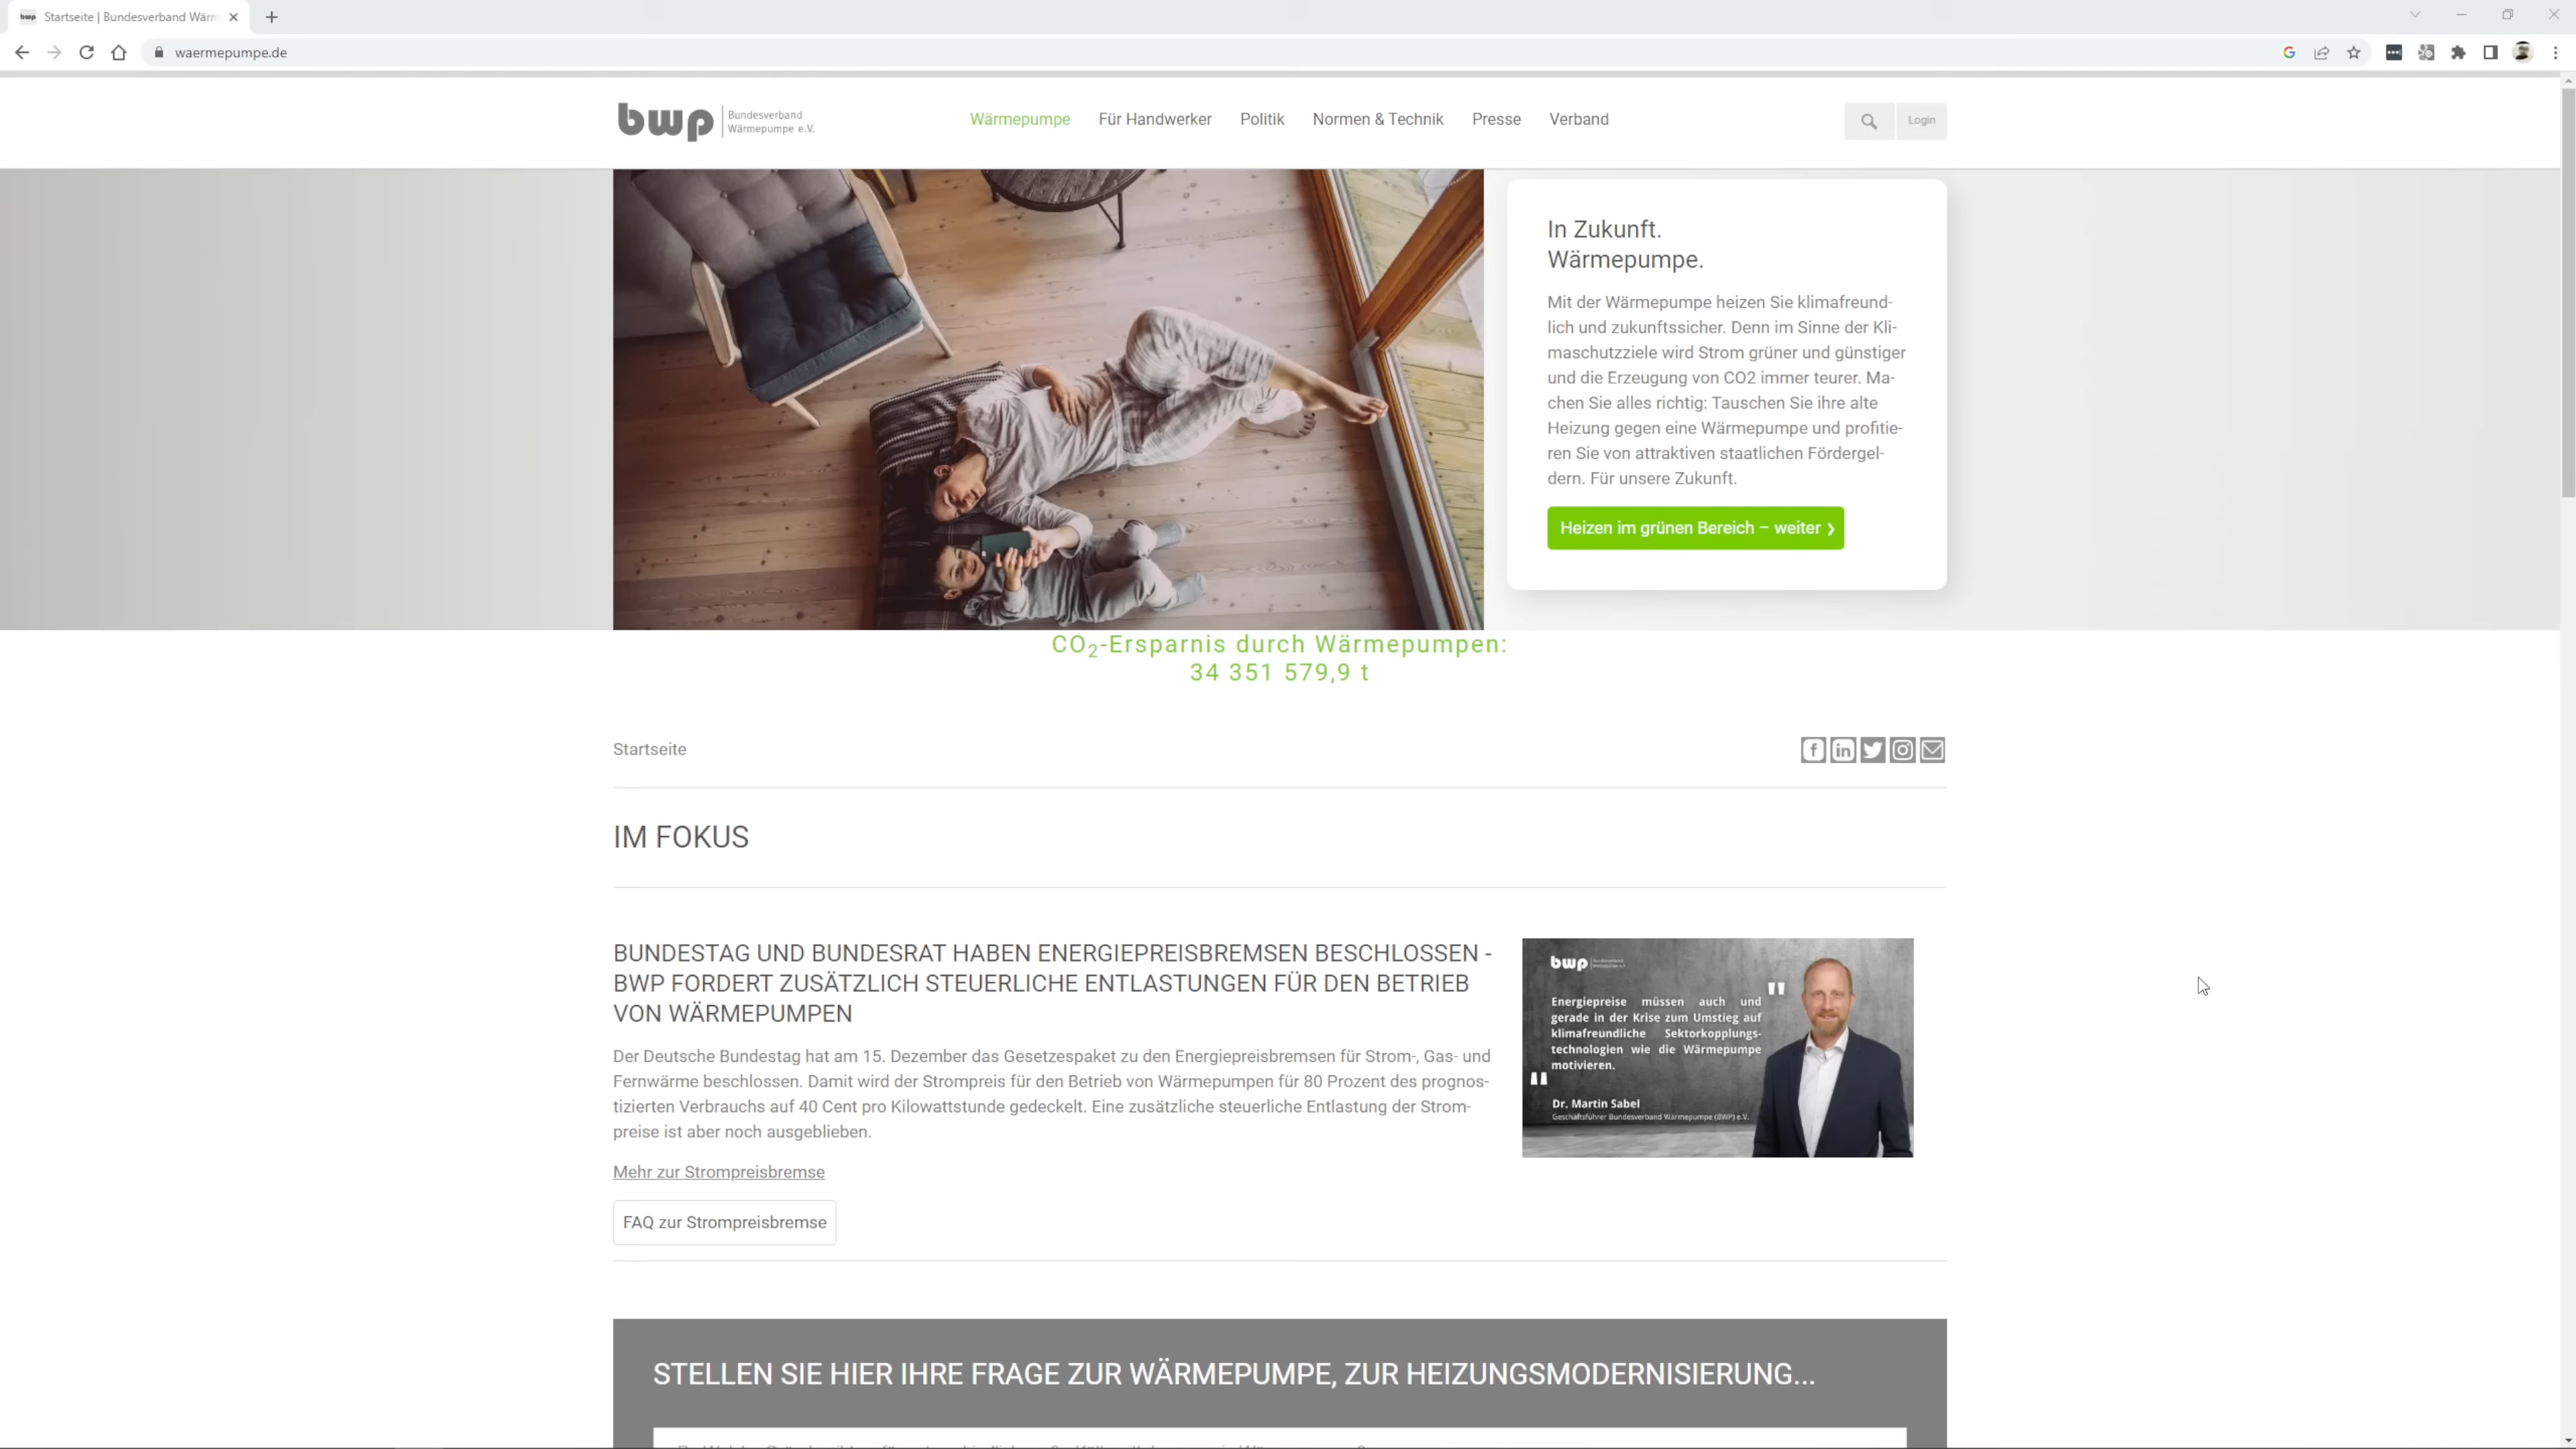 Startseite | Bundesverband Wärm
waermepumpe.de
bwp
Bundesverband
Wärmepumpe e.V.
Wärmepumpe
Für Handwerker
Politik
Normen & Technik
Presse
Verband
Login
In Zukunft.
Wärmepumpe.
Mit der Wärmepumpe heizen Sie klimafreund-
lich und zukunftssicher. Denn im Sinne der Kli-
maschutzziele wird Strom grüner und günstiger
und die Erzeugung von CO2 immer teurer. Ma-
chen Sie alles richtig: Tauschen Sie ihre alte
Heizung gegen eine Wärmepumpe und profitie-
ren Sie von attraktiven staatlichen Fördergel-
dern. Für unsere Zukunft.
Heizen im grünen Bereich – weiter ›
CO₂-Ersparnis durch Wärmepumpen:
34 351 579,9 t
Startseite
IM FOKUS
BUNDESTAG UND BUNDESRAT HABEN ENERGIEPREISBREMSEN BESCHLOSSEN -
BWP FORDERT ZUSÄTZLICH STEUERLICHE ENTLASTUNGEN FÜR DEN BETRIEB
VON WÄRMEPUMPEN
Der Deutsche Bundestag hat am 15. Dezember das Gesetzespaket zu den Energiepreisbremsen für Strom-, Gas- und
Fernwärme beschlossen. Damit wird der Strompreis für den Betrieb von Wärmepumpen für 80 Prozent des prognos-
tizierten Verbrauchs auf 40 Cent pro Kilowattstunde gedeckelt. Eine zusätzliche steuerliche Entlastung der Strom-
preise ist aber noch ausgeblieben.
Mehr zur Strompreisbremse
FAQ zur Strompreisbremse
bwp
Energiepreise müssen auch und
gerade in der Krise zum Umstieg auf
klimafreundliche Sektorkopplungs-
technologien wie die Wärmepumpe
motivieren.
Dr. Martin Sabel
Geschäftsführer Bundesverband Wärmepumpe (BWP) e.V.
STELLEN SIE HIER IHRE FRAGE ZUR WÄRMEPUMPE, ZUR HEIZUNGSMODERNISIERUNG...